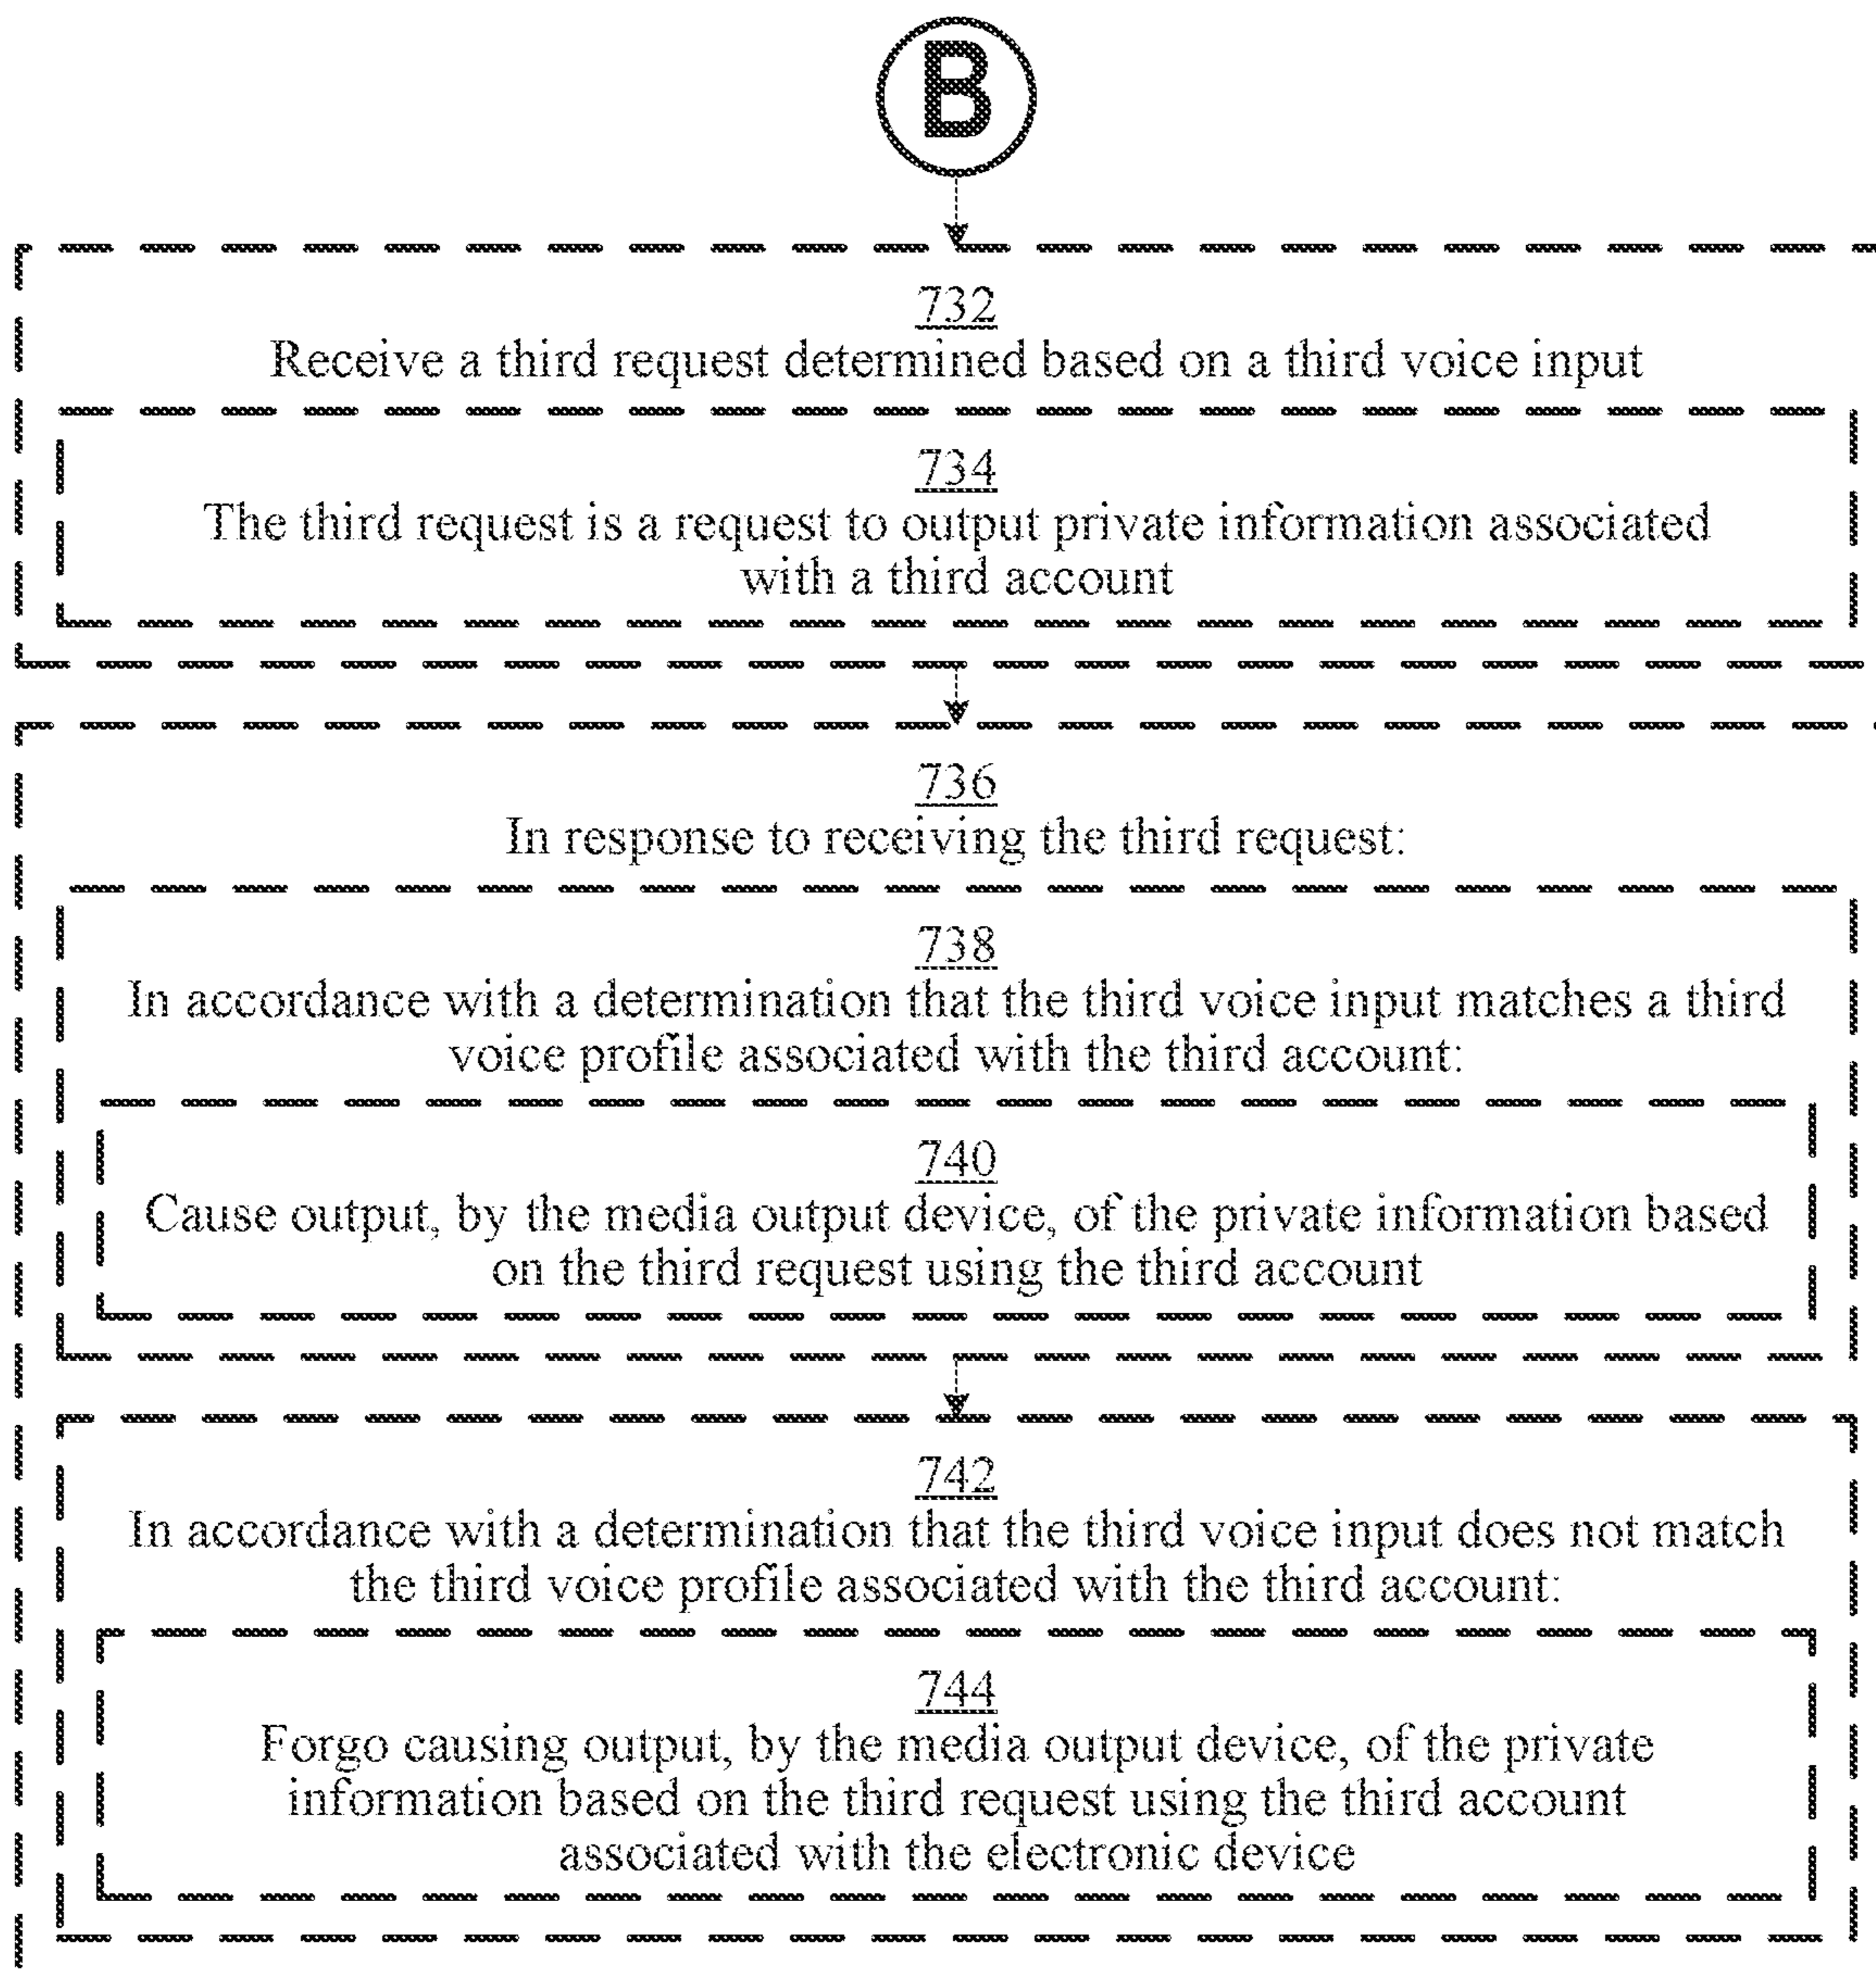 B
732
Receive a third request determined based on a third voice input
734
The third request is a request to output private information associated
with a third account
736
In response to receiving the third request:
738
In accordance with a determination that the third voice input matches a third
voice profile associated with the third account:
740
Cause output, by the media output device, of the private information based
on the third request using the third account
742
In accordance with a determination that the third voice input does not match
the third voice profile associated with the third account:
744
Forgo causing output, by the media output device, of the private
information based on the third request using the third account
associated with the electronic device